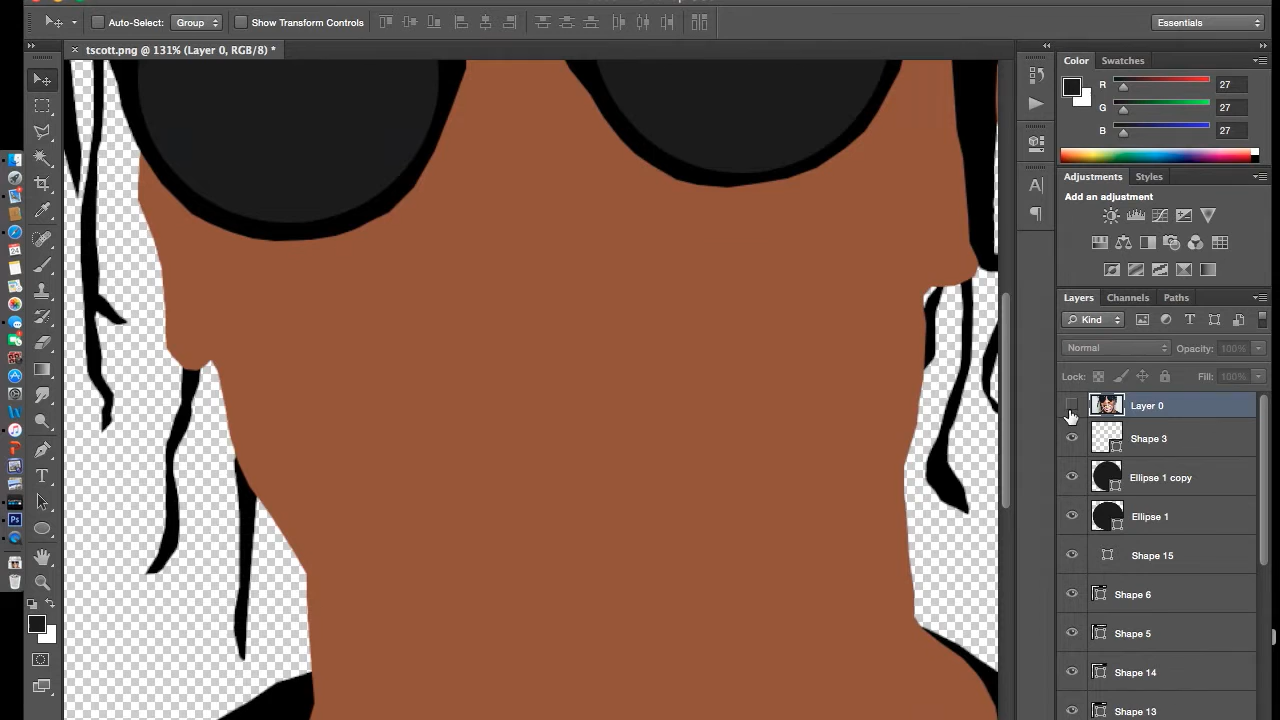 Auto-Select: Group Show Transform Controls Essentials
tscott.png @ 131% (Layer 0, RGB/8) *
Color Swatches
R 27
G 27
B 27
Adjustments Styles
Add an adjustment
Layers Channels Paths
Kind
Normal Opacity: 100%
Lock: Fill: 100%
Layer 0
Shape 3
Ellipse 1 copy
Ellipse 1
Shape 15
Shape 6
Shape 5
Shape 14
Shape 13